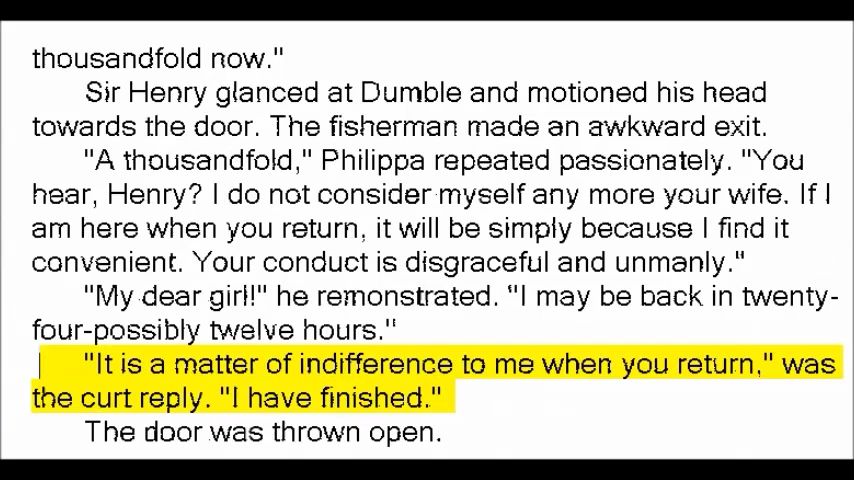 thousandfold now."
Sir Henry glanced at Dumble and motioned his head
towards the door. The fisherman made an awkward exit.
"A thousandfold," Philippa repeated passionately. "You
hear, Henry? I do not consider myself any more your wife. If I
am here when you return, it will be simply because I find it
convenient. Your conduct is disgraceful and unmanly."
"My dear girl!" he remonstrated. "I may be back in twenty-
four-possibly twelve hours."
"It is a matter of indifference to me when you return," was
the curt reply. "I have finished."
The door was thrown open.